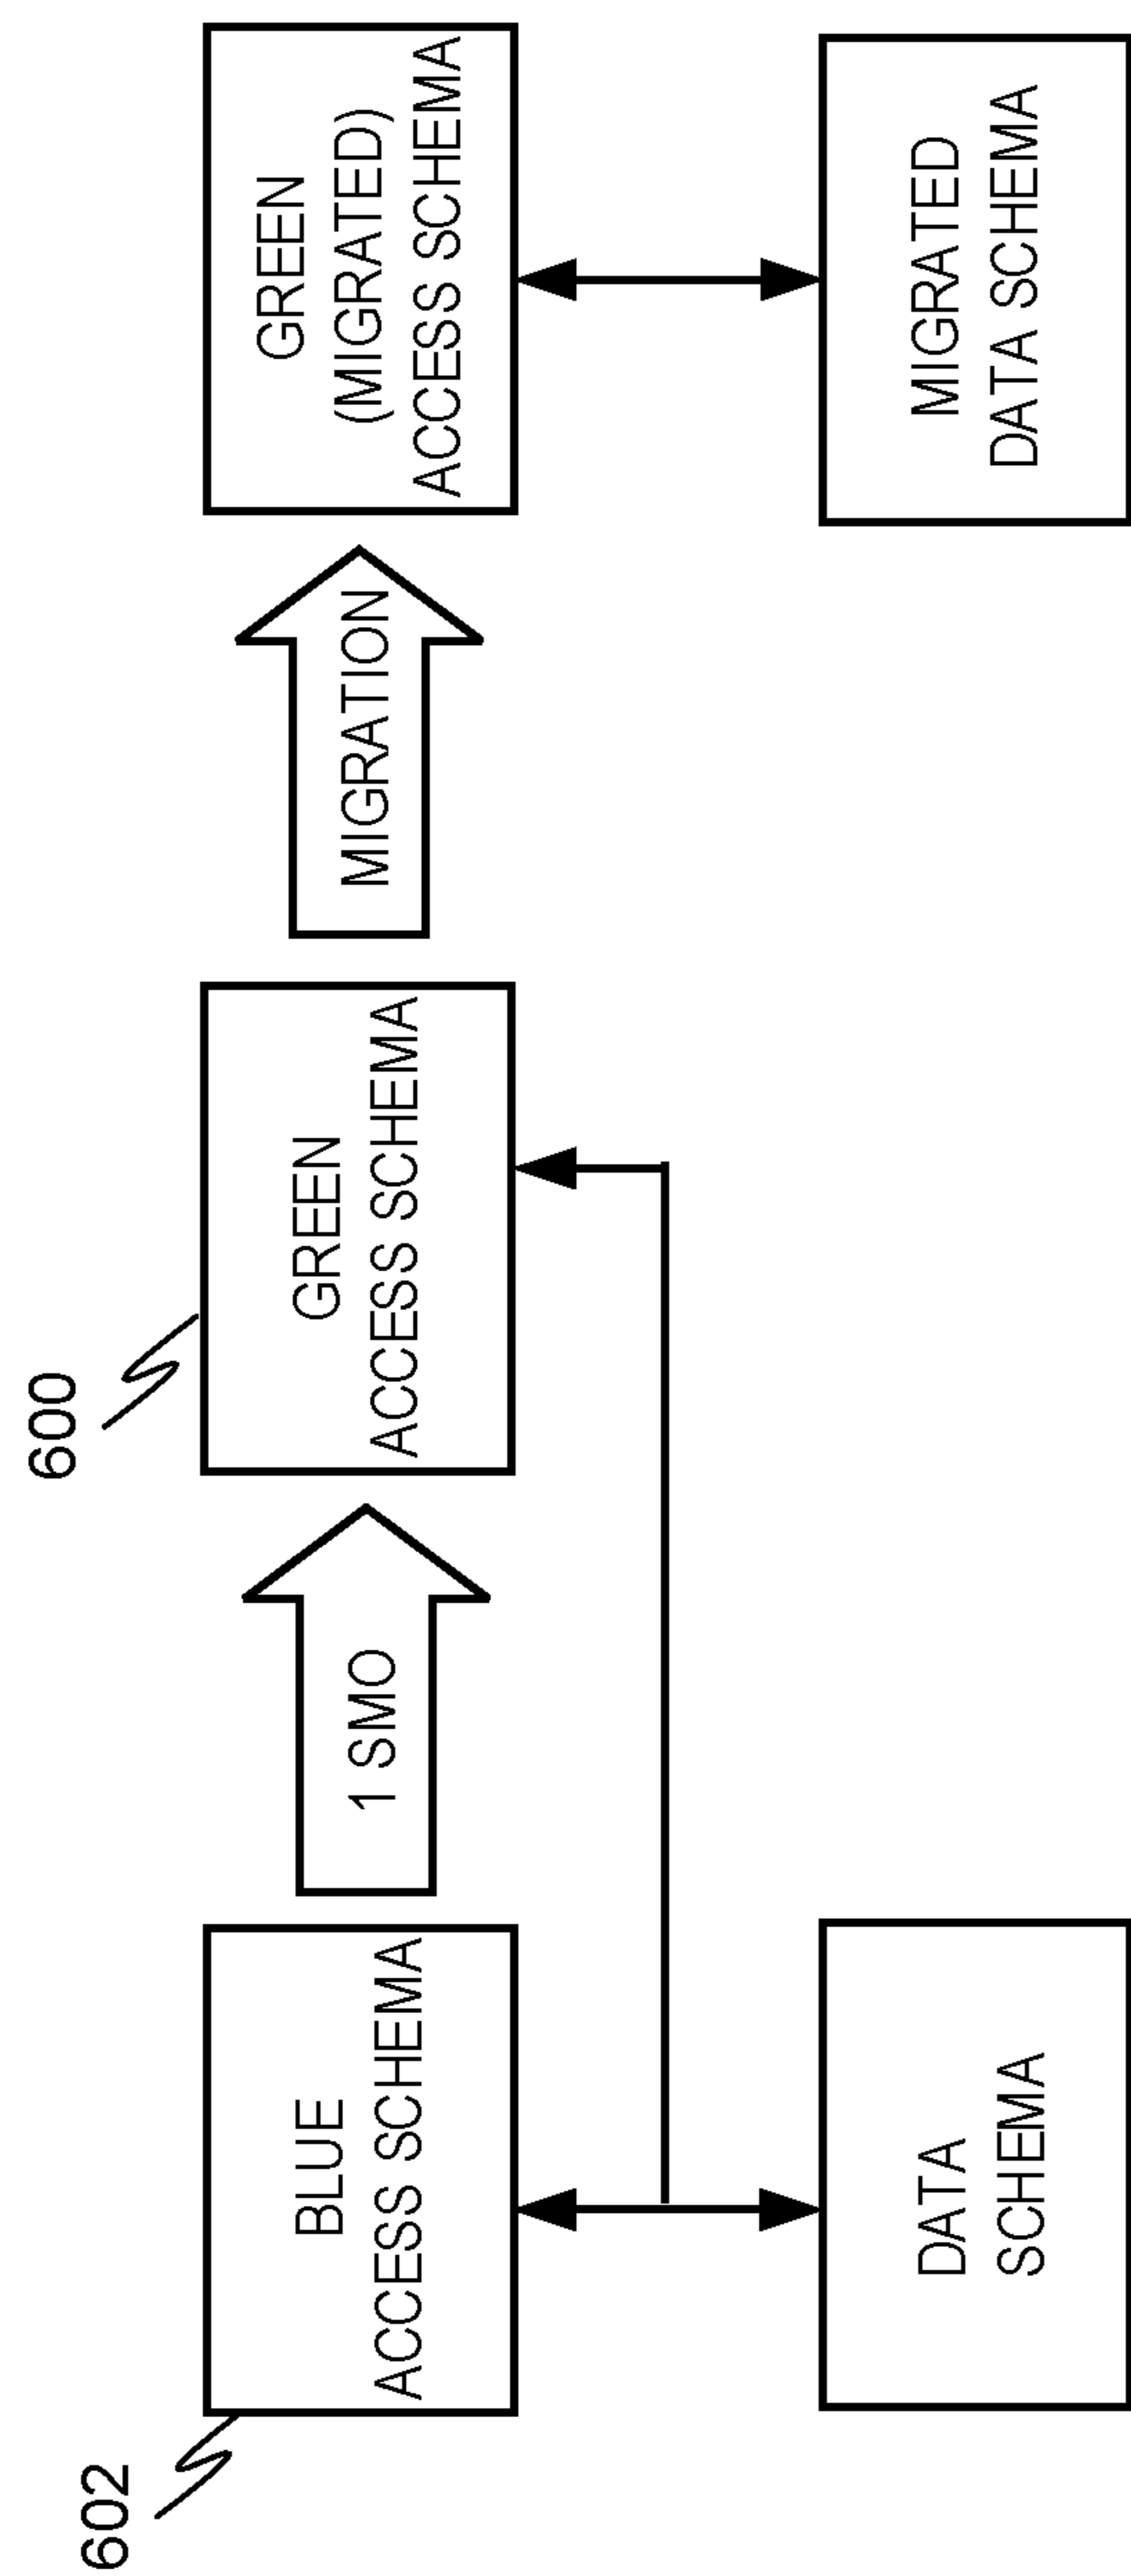 602
BLUE
ACCESS SCHEMA
1 SMO
600
GREEN
ACCESS SCHEMA
MIGRATION
GREEN
(MIGRATED)
ACCESS SCHEMA
DATA
SCHEMA
MIGRATED
DATA SCHEMA